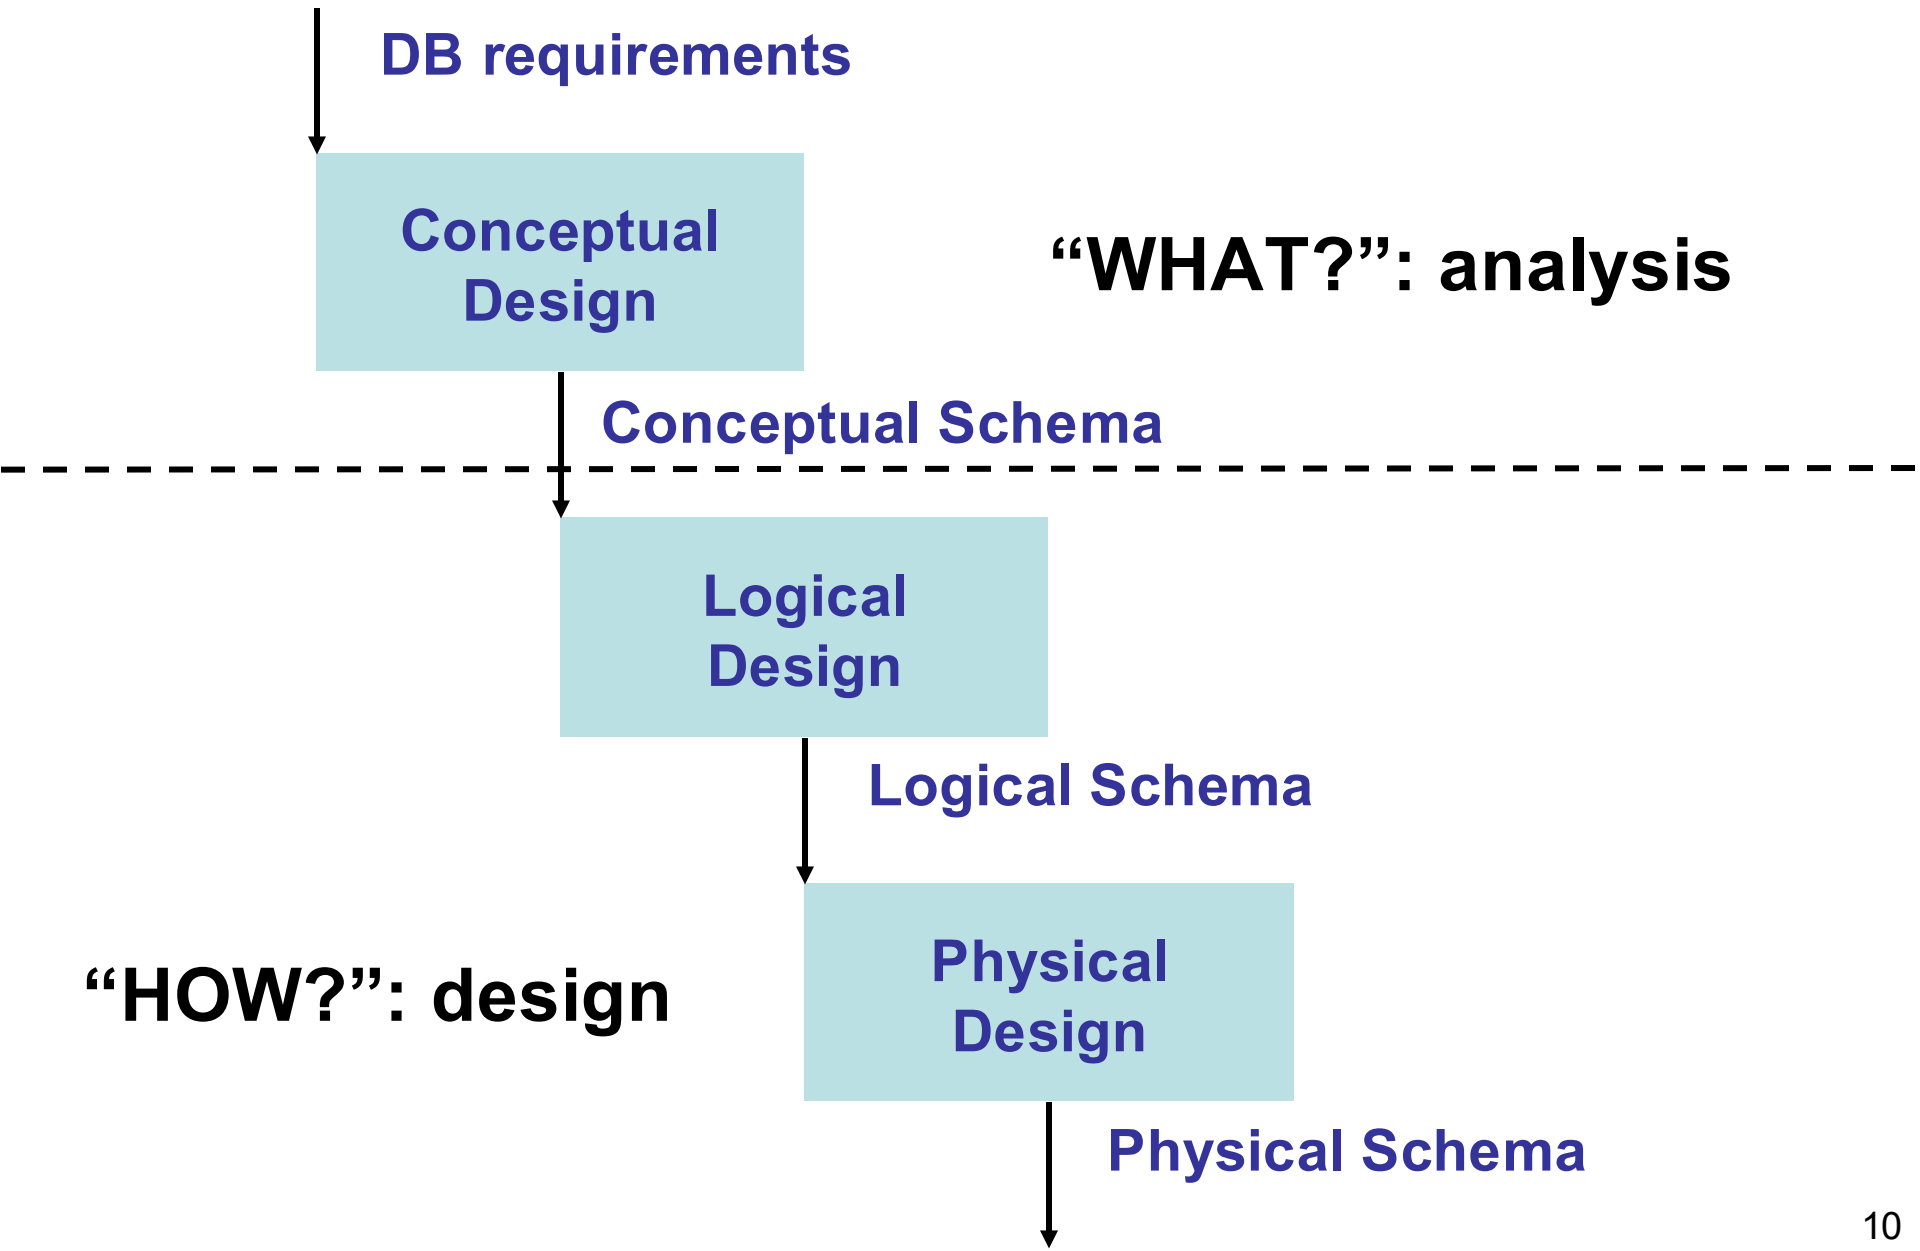 DB requirements
Conceptual
Design
“WHAT?”: analysis
Conceptual Schema
Logical
Design
Logical Schema
Physical
Design
“HOW?”: design
Physical Schema
10